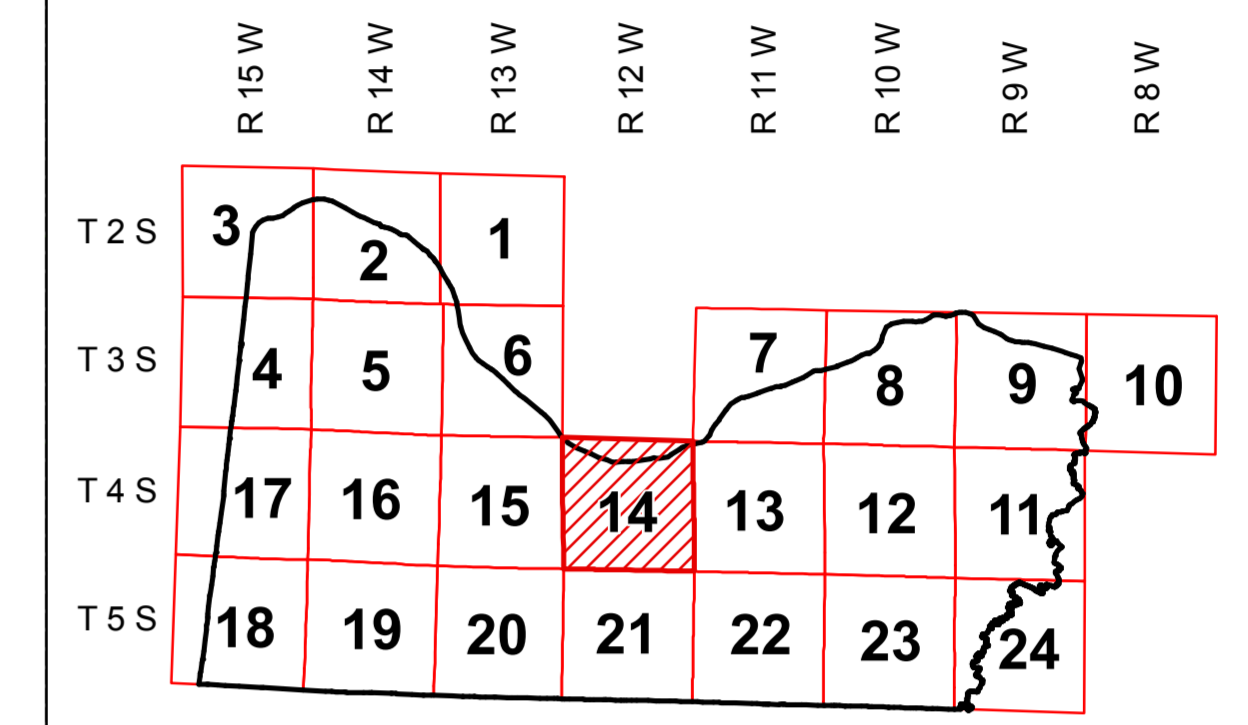 R 15 W R 14 W R 13 W R 12 W R 11 W R 10 W R 9 W R 8 W
T 2 S 3 2 1
T 3 S 4 5 6 7 8 9 10
T 4 S 17 16 15 14 13 12 11
T 5 S 18 19 20 21 22 23 24